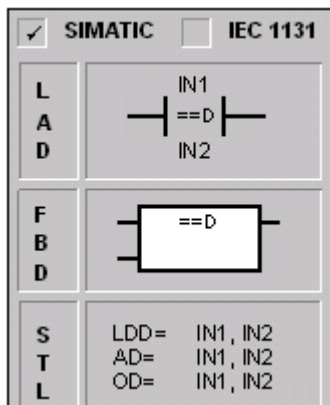 ✓ SIMATIC IEC 1131
L
A
D
IN1
==D
IN2
F
B
D
==D
S
T
L
LDD= IN1, IN2
AD= IN1, IN2
OD= IN1, IN2